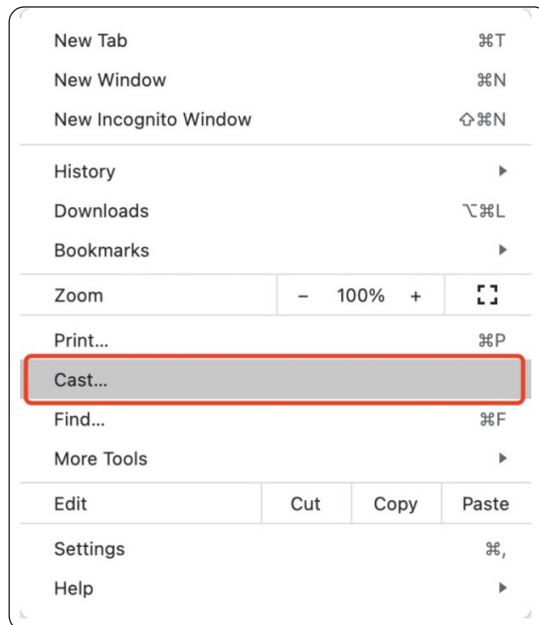 New Tab ⌘T
New Window ⌘N
New Incognito Window ⇧⌘N
History ▶
Downloads ⌥⌘L
Bookmarks ▶
Zoom − 100% +
Print... ⌘P
Cast...
Find... ⌘F
More Tools ▶
Edit Cut Copy Paste
Settings ⌘,
Help ▶